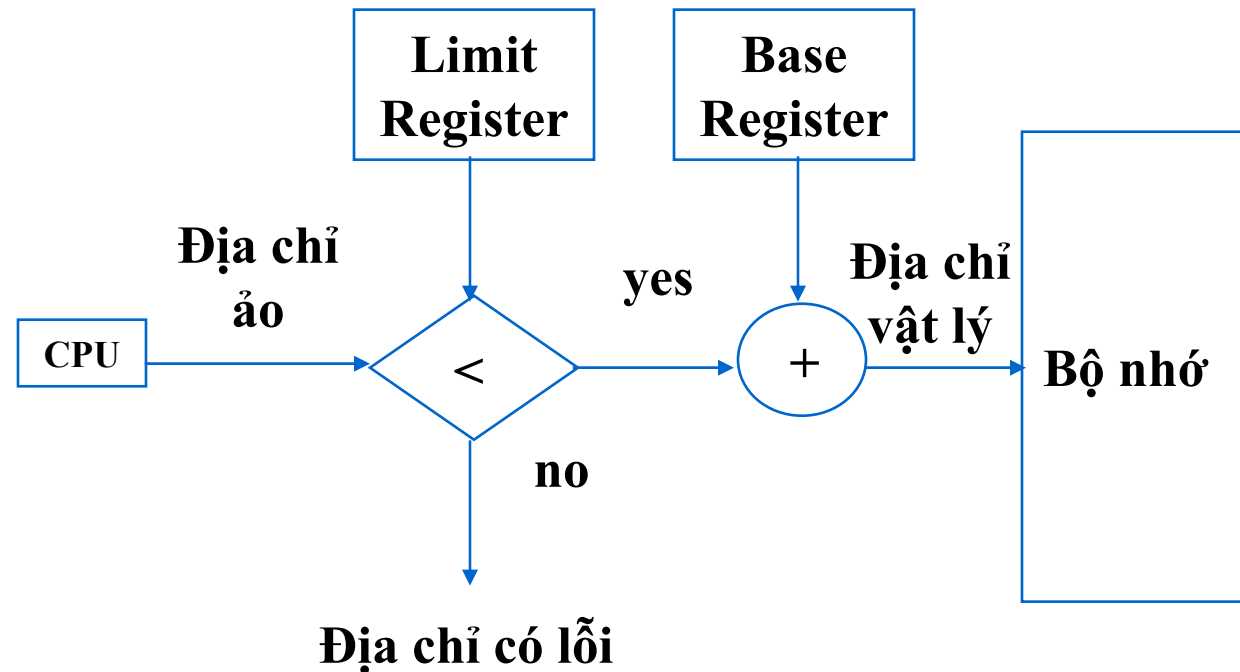 Limit
Register
Base
Register
Địa chỉ
ảo
yes
Địa chỉ
vật lý
CPU
<
+
Bộ nhớ
no
Địa chỉ có lỗi